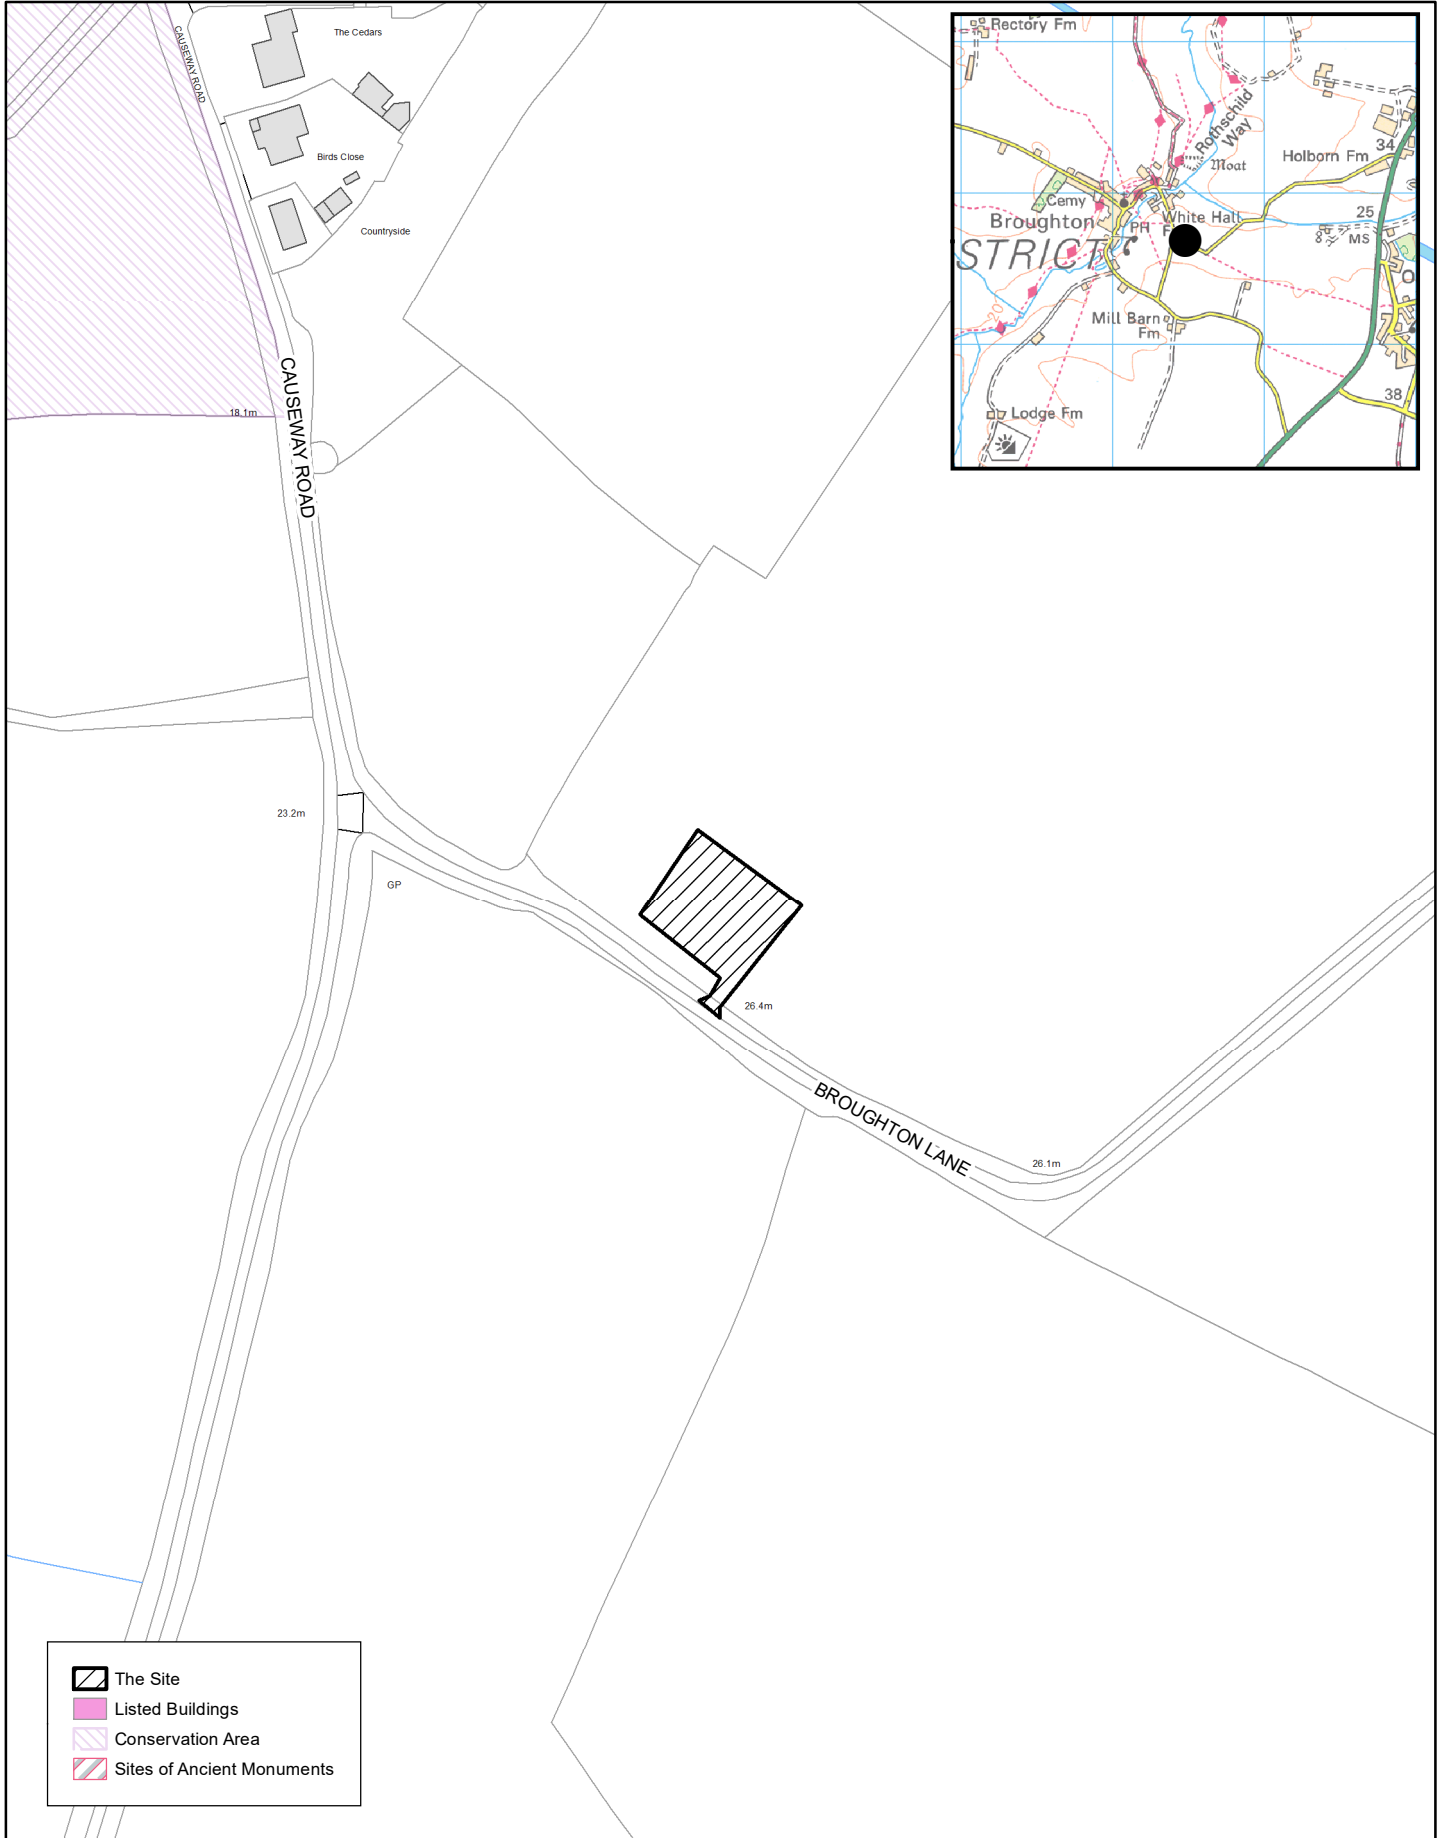 CAUSEWAY ROAD
The Cedars
Birds Close
Countryside
18.1m
CAUSEWAY ROAD
23.2m
GP
26.4m
BROUGHTON LANE
26.1m
Rectory Fm
Rothschild
Way
Moat
Holborn Fm
34
Cemy
Broughton
PH
White Hall
F
25
MS
STRICT
20
Mill Barn
Fm
Lodge Fm
38
The Site
Listed Buildings
Conservation Area
Sites of Ancient Monuments